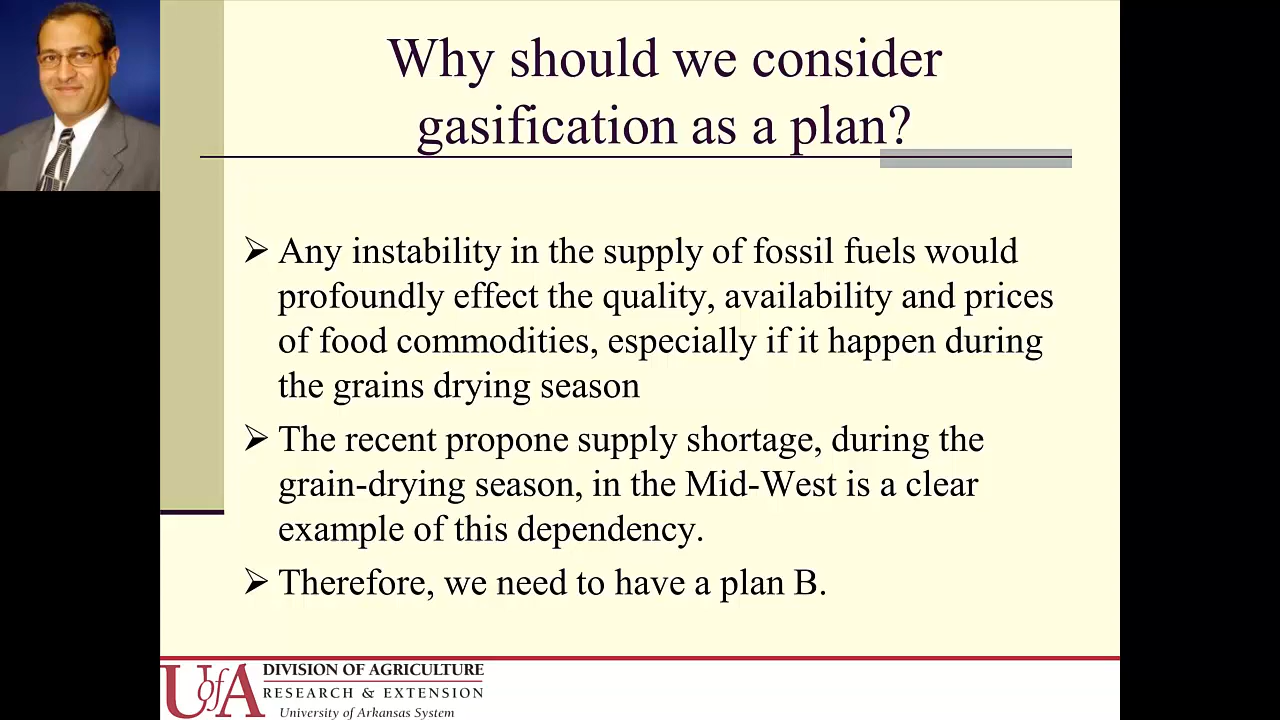 Why should we consider
gasification as a plan?
➢ Any instability in the supply of fossil fuels would
profoundly effect the quality, availability and prices
of food commodities, especially if it happen during
the grains drying season
➢ The recent propone supply shortage, during the
grain-drying season, in the Mid-West is a clear
example of this dependency.
➢ Therefore, we need to have a plan B.
UofA
DIVISION OF AGRICULTURE
RESEARCH & EXTENSION
University of Arkansas System